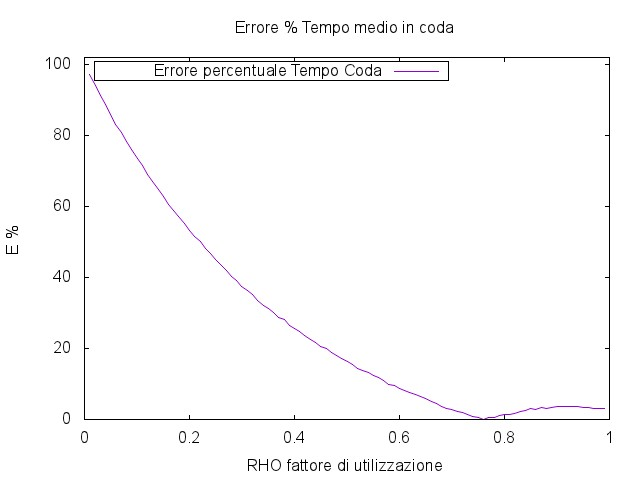 Errore % Tempo medio in coda
Errore percentuale Tempo Coda
E %
100
80
60
40
20
0
0 0.2 0.4 0.6 0.8 1
RHO fattore di utilizzazione